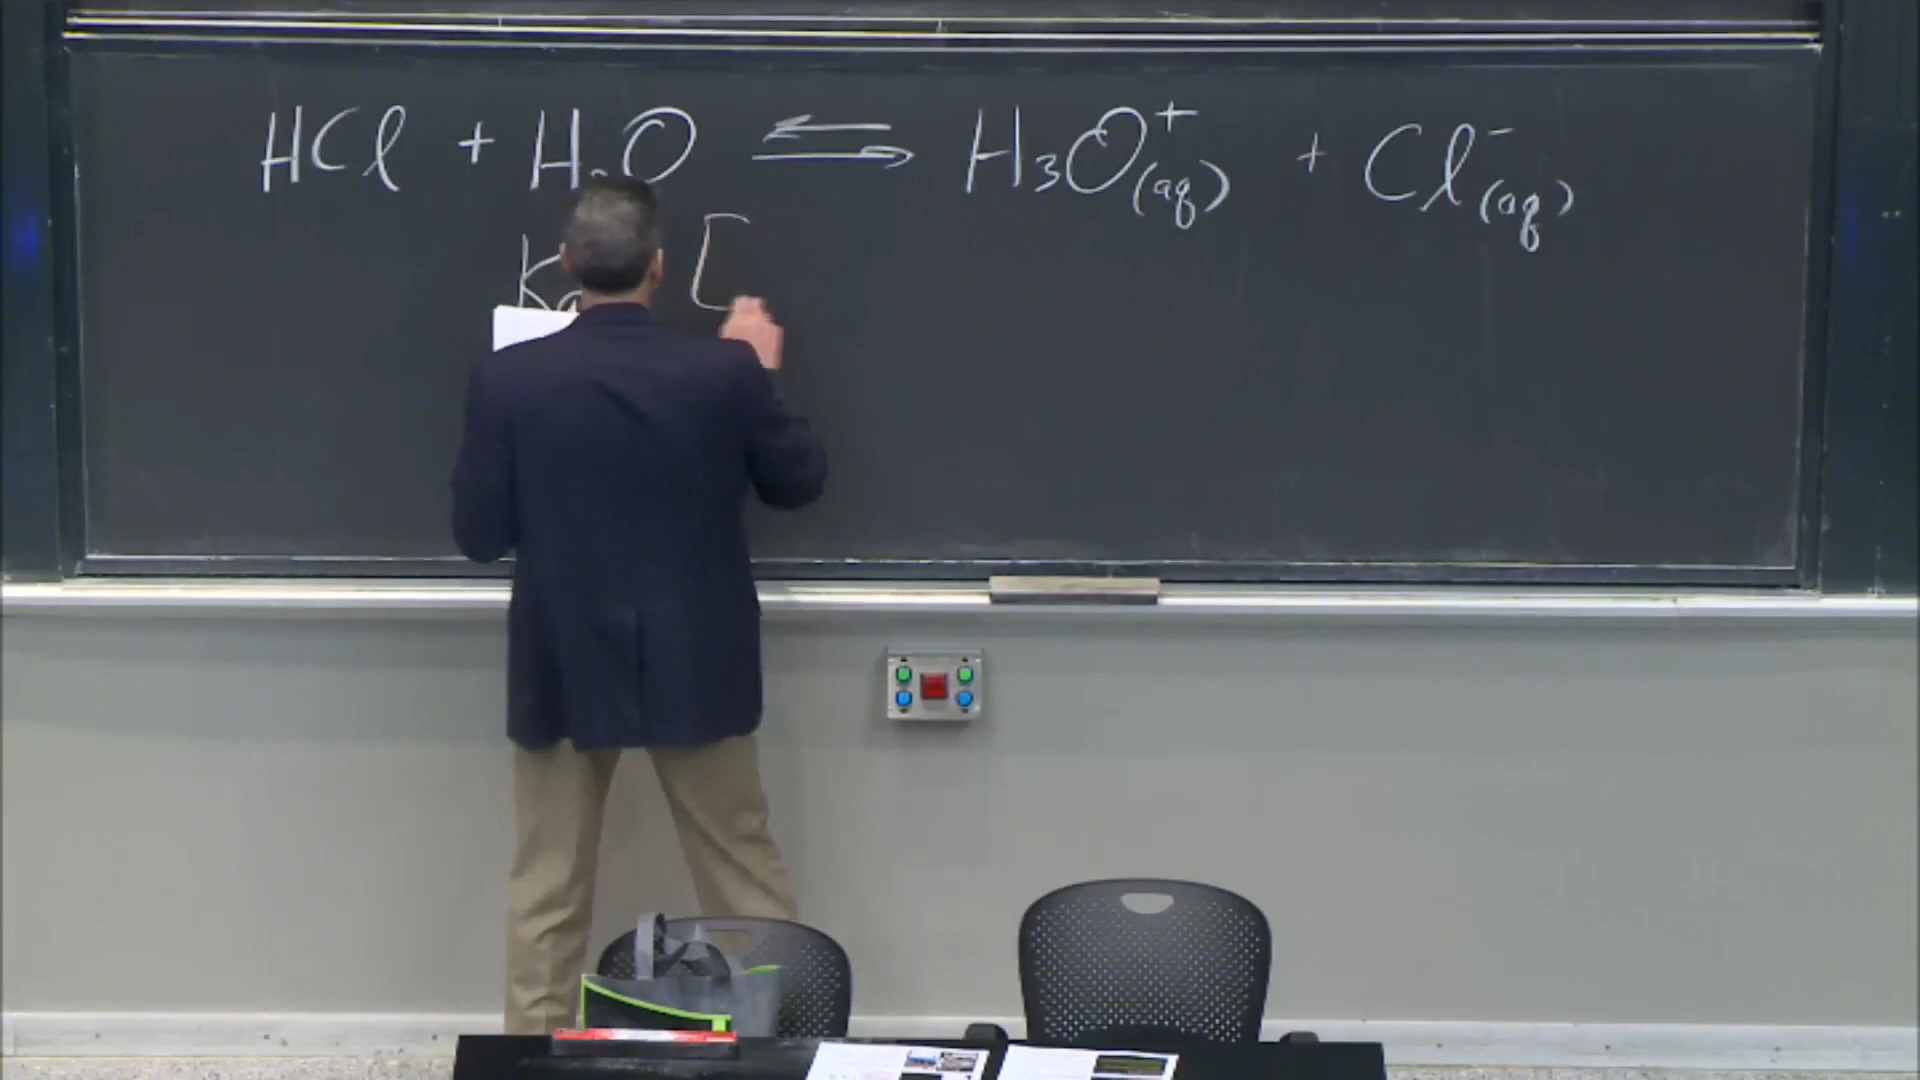 HCl + H₂O ⇌ H₃O⁺(aq) + Cl⁻(aq)
Ka [